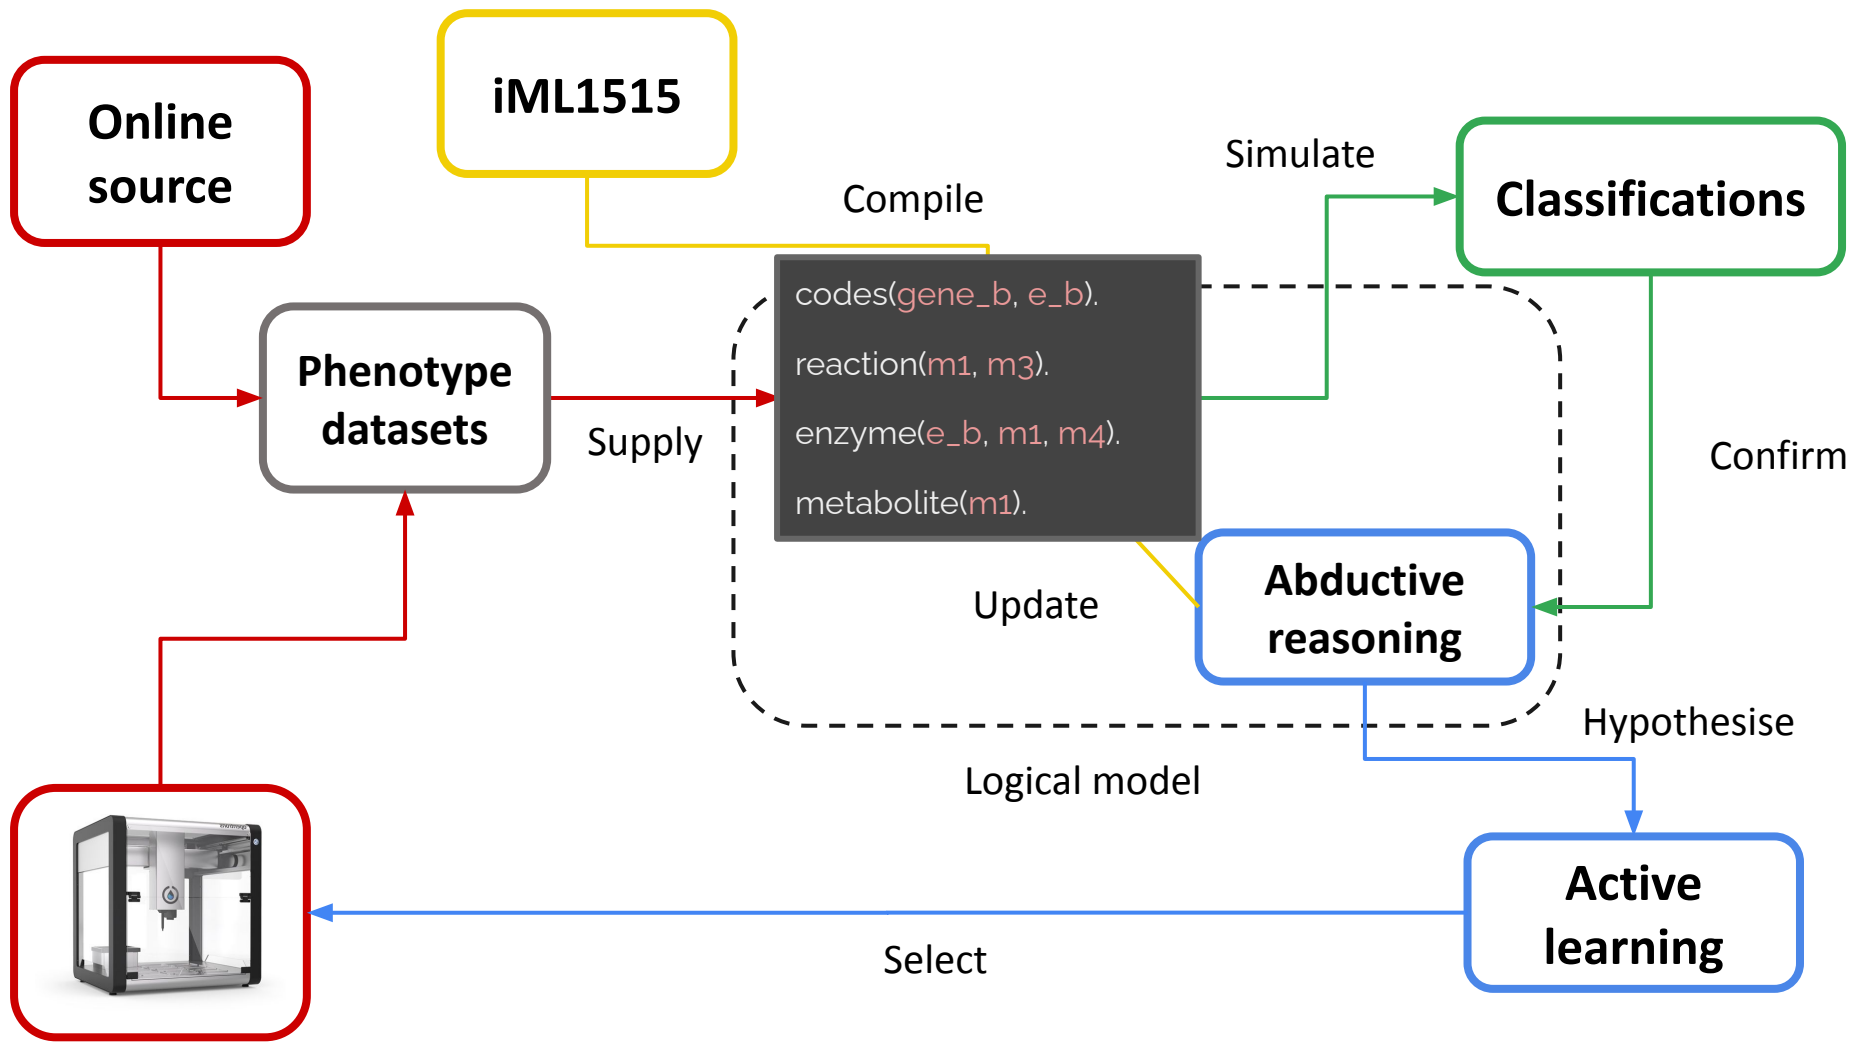 iML1515
Online
source
Simulate
Compile
Classifications
codes(gene_b, e_b).
reaction(m1, m3).
enzyme(e_b, m1, m4).
metabolite(m1).
Phenotype
datasets
Supply
Confirm
Abductive
reasoning
Update
Hypothesise
Logical model
Active
learning
Select